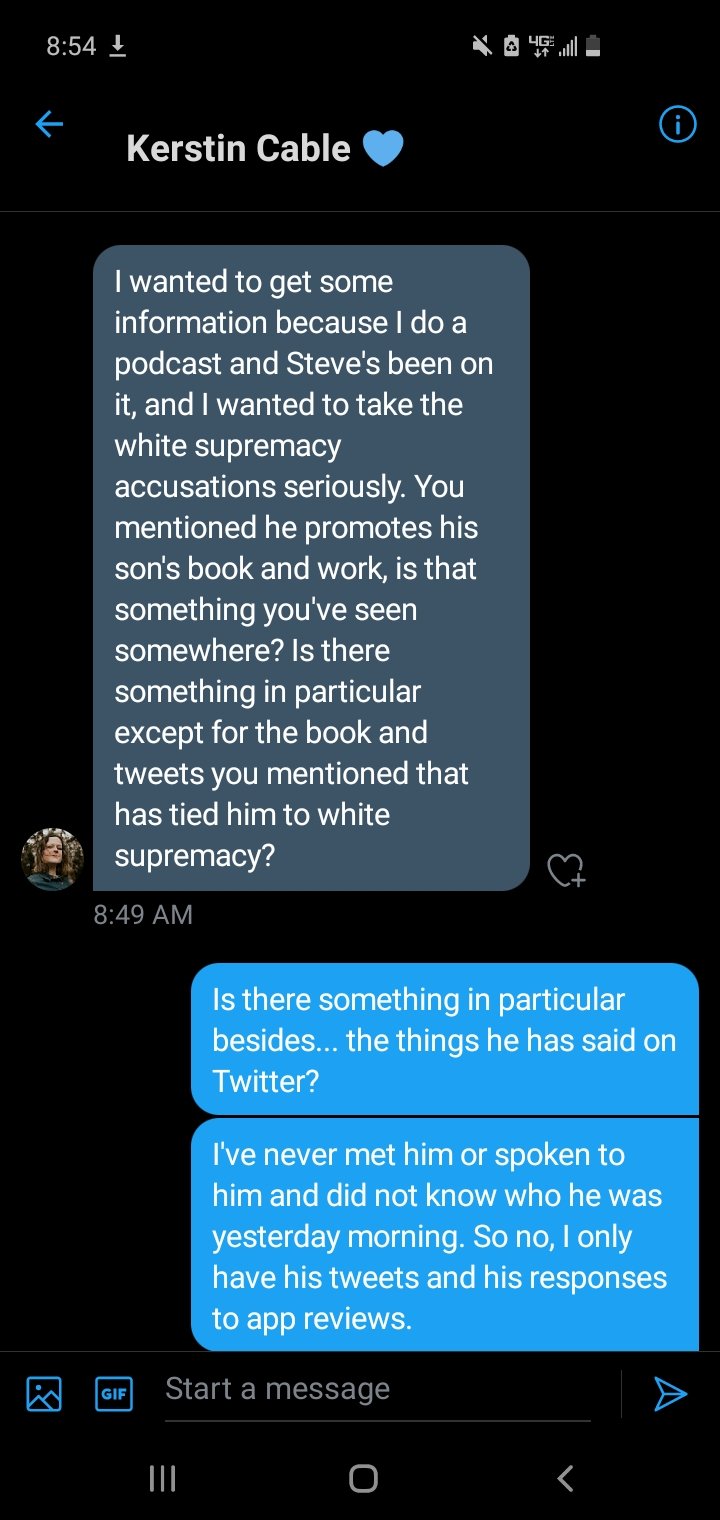 8:54
4G
Kerstin Cable 💙
I wanted to get some
information because I do a
podcast and Steve's been on
it, and I wanted to take the
white supremacy
accusations seriously. You
mentioned he promotes his
son's book and work, is that
something you've seen
somewhere? Is there
something in particular
except for the book and
tweets you mentioned that
has tied him to white
supremacy?
8:49 AM
Is there something in particular
besides... the things he has said on
Twitter?
I've never met him or spoken to
him and did not know who he was
yesterday morning. So no, I only
have his tweets and his responses
to app reviews.
GIF
Start a message